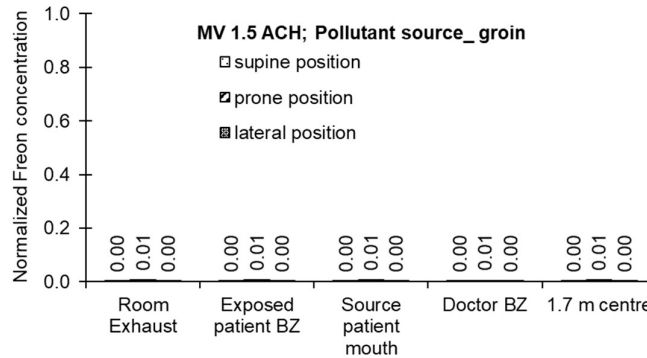 MV 1.5 ACH; Pollutant source_ groin
supine position
prone position
lateral position
Normalized Freon concentration
1.0
0.8
0.6
0.4
0.2
0.0
0.00 0.01 0.00
0.00 0.01 0.00
0.00 0.01 0.00
0.00 0.01 0.00
0.00 0.01 0.00
Room
Exhaust
Exposed
patient BZ
Source
patient
mouth
Doctor BZ
1.7 m centre